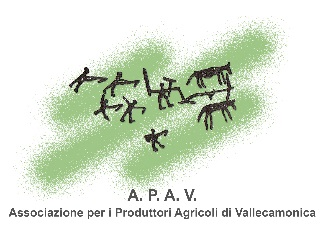 A. P. A. V.
Associazione per i Produttori Agricoli di Vallecamonica